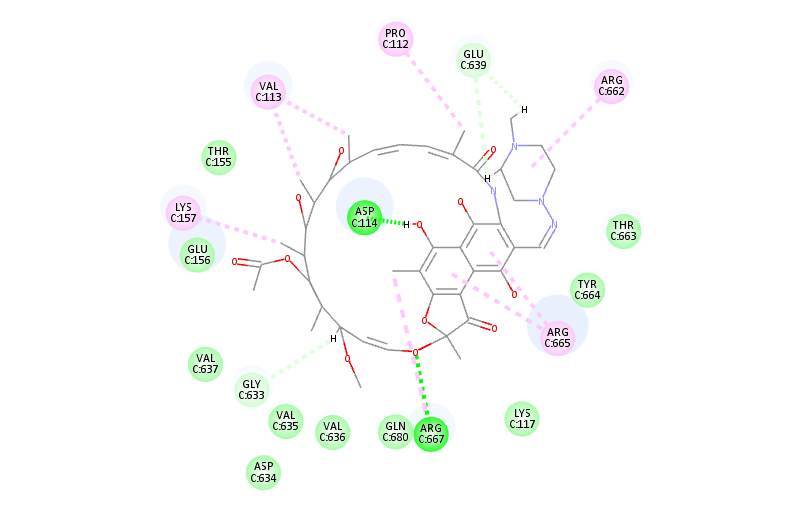 PRO
C:112
GLU
C:639
ARG
C:662
VAL
C:113
H
N
O
O
THR
C:155
H
N
O
O
N
LYS
C:157
ASP
C:114
H
O
N
THR
C:663
GLU
C:156
O
O
TYR
C:664
O
O
O
ARG
C:665
H
O
O
VAL
C:637
GLY
C:633
VAL
C:635
VAL
C:636
GLN
C:680
ARG
C:667
LYS
C:117
ASP
C:634